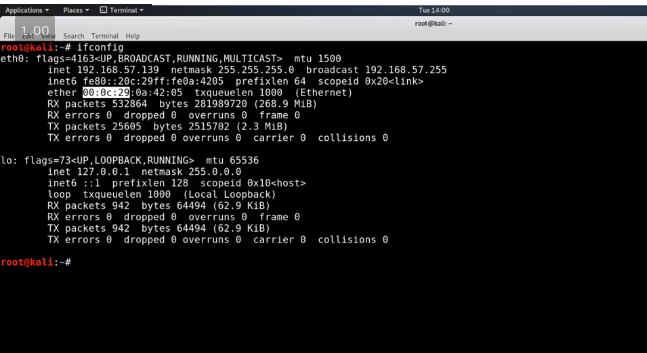 Applications Places Terminal Tue 14:00
root@kali: ~
1.00
File Edit View Search Terminal Help
root@kali:~# ifconfig
eth0: flags=4163<UP,BROADCAST,RUNNING,MULTICAST> mtu 1500
inet 192.168.57.139 netmask 255.255.255.0 broadcast 192.168.57.255
inet6 fe80::20c:29ff:fe0a:4205 prefixlen 64 scopeid 0x20<link>
ether 00:0c:29:0a:42:05 txqueuelen 1000 (Ethernet)
RX packets 532864 bytes 281989720 (268.9 MiB)
RX errors 0 dropped 0 overruns 0 frame 0
TX packets 25605 bytes 2515702 (2.3 MiB)
TX errors 0 dropped 0 overruns 0 carrier 0 collisions 0
lo: flags=73<UP,LOOPBACK,RUNNING> mtu 65536
inet 127.0.0.1 netmask 255.0.0.0
inet6 ::1 prefixlen 128 scopeid 0x10<host>
loop txqueuelen 1000 (Local Loopback)
RX packets 942 bytes 64494 (62.9 KiB)
RX errors 0 dropped 0 overruns 0 frame 0
TX packets 942 bytes 64494 (62.9 KiB)
TX errors 0 dropped 0 overruns 0 carrier 0 collisions 0
root@kali:~#